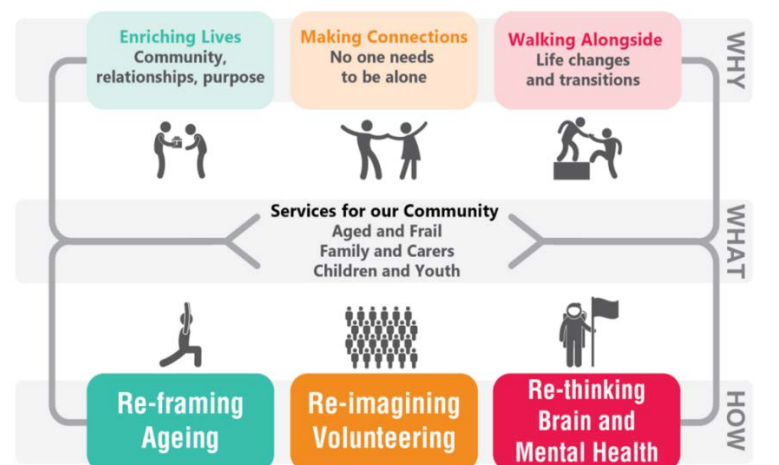 Enriching Lives
Community,
relationships, purpose
Making Connections
No one needs
to be alone
Walking Alongside
Life changes
and transitions
WHY
Services for our Community
Aged and Frail
Family and Carers
Children and Youth
WHAT
Re-framing
Ageing
Re-imagining
Volunteering
Re-thinking
Brain and
Mental Health
HOW